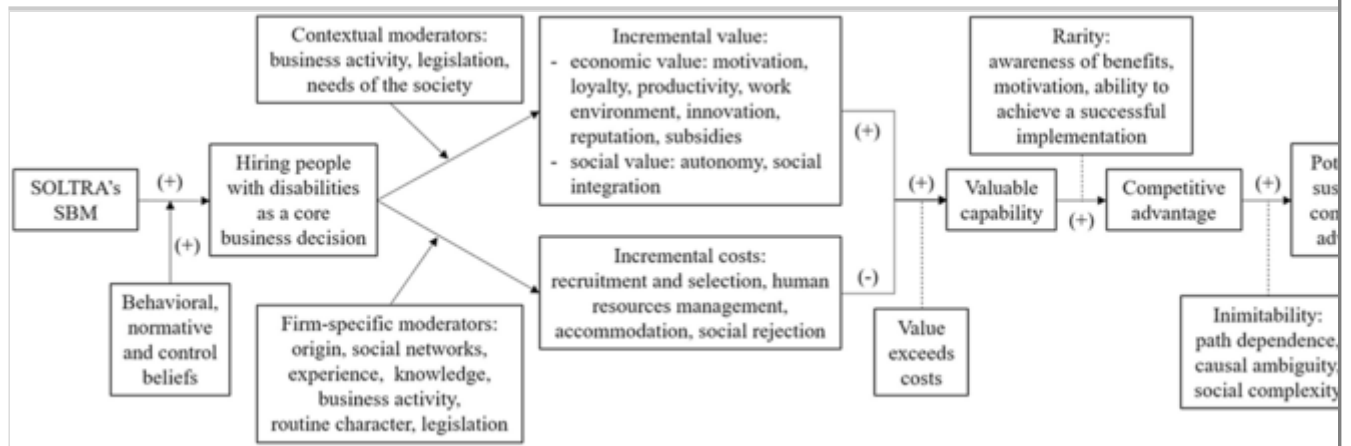 Contextual moderators:
business activity, legislation,
needs of the society
Incremental value:
- economic value: motivation,
loyalty, productivity, work
environment, innovation,
reputation, subsidies
- social value: autonomy, social
integration
Rarity:
awareness of benefits,
motivation, ability to
achieve a successful
implementation
SOLTRA's
SBM
(+)
(+)
Hiring people
with disabilities
as a core
business decision
(+)
(-)
(+)
Valuable
capability
(+)
Competitive
advantage
(+)
Behavioral,
normative
and control
beliefs
Firm-specific moderators:
origin, social networks,
experience, knowledge,
business activity,
routine character, legislation
Incremental costs:
recruitment and selection, human
resources management,
accommodation, social rejection
Value
exceeds
costs
Inimitability:
path dependence,
causal ambiguity,
social complexity